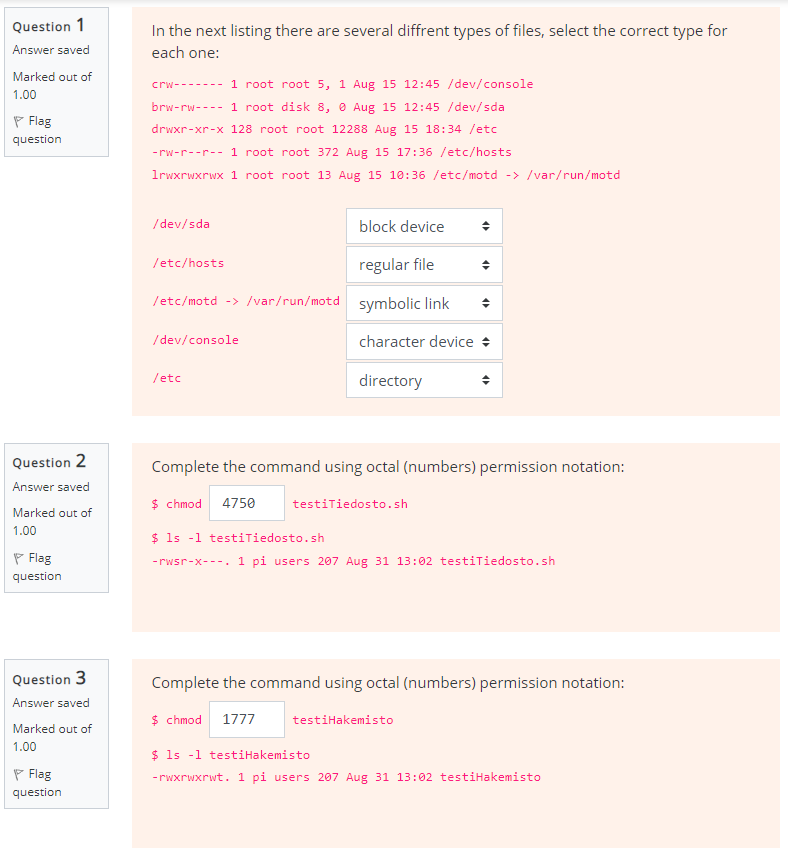 Question 1
Answer saved
Marked out of
1.00
Flag
question
In the next listing there are several diffrent types of files, select the correct type for
each one:
crw------- 1 root root 5, 1 Aug 15 12:45 /dev/console
brw-rw---- 1 root disk 8, 0 Aug 15 12:45 /dev/sda
drwxr-xr-x 128 root root 12288 Aug 15 18:34 /etc
-rw-r--r-- 1 root root 372 Aug 15 17:36 /etc/hosts
lrwxrwxrwx 1 root root 13 Aug 15 10:36 /etc/motd -> /var/run/motd
/dev/sda block device
/etc/hosts regular file
/etc/motd -> /var/run/motd symbolic link
/dev/console character device
/etc directory
Question 2
Answer saved
Marked out of
1.00
Flag
question
Complete the command using octal (numbers) permission notation:
$ chmod 4750 testiTiedosto.sh
$ ls -l testiTiedosto.sh
-rwsr-x---. 1 pi users 207 Aug 31 13:02 testiTiedosto.sh
Question 3
Answer saved
Marked out of
1.00
Flag
question
Complete the command using octal (numbers) permission notation:
$ chmod 1777 testiHakemisto
$ ls -l testiHakemisto
-rwxrwxrwt. 1 pi users 207 Aug 31 13:02 testiHakemisto